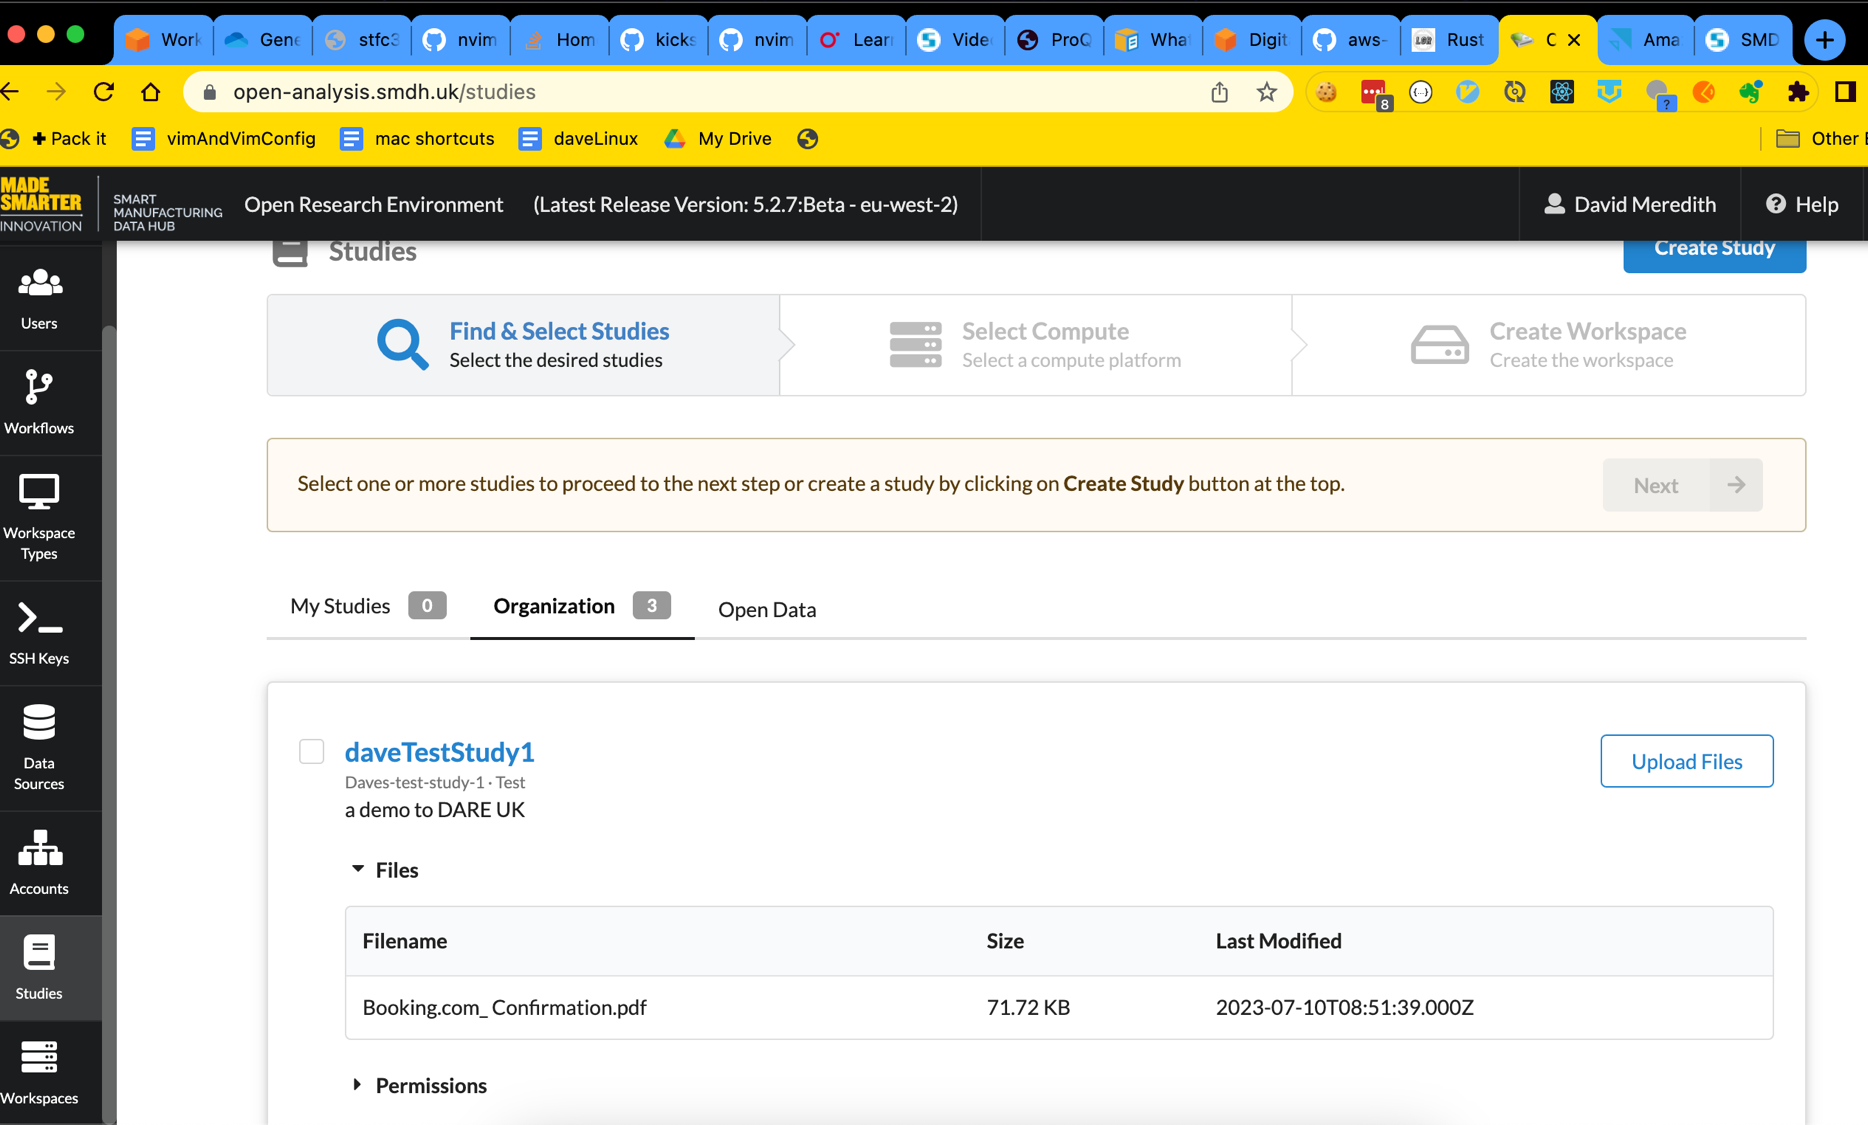 Work
Gene
stfc3
nvim
Hom
kicks
nvim
Lear
Vide
ProQ
What
Digit
aws-
Rust
C
Ama
SMD
open-analysis.smdh.uk/studies
8
?
+ Pack it
vimAndVimConfig
mac shortcuts
daveLinux
My Drive
Other
MADE
SMARTER
INNOVATION
SMART
MANUFACTURING
DATA HUB
Open Research Environment
(Latest Release Version: 5.2.7:Beta - eu-west-2)
David Meredith
Help
Users
Workflows
Workspace
Types
SSH Keys
Data
Sources
Accounts
Studies
Workspaces
Studies
Create Study
Find & Select Studies
Select the desired studies
Select Compute
Select a compute platform
Create Workspace
Create the workspace
Select one or more studies to proceed to the next step or create a study by clicking on Create Study button at the top.
Next
My Studies 0
Organization 3
Open Data
daveTestStudy1
Daves-test-study-1 · Test
a demo to DARE UK
Upload Files
Files
Filename Size Last Modified
Booking.com_ Confirmation.pdf 71.72 KB 2023-07-10T08:51:39.000Z
Permissions